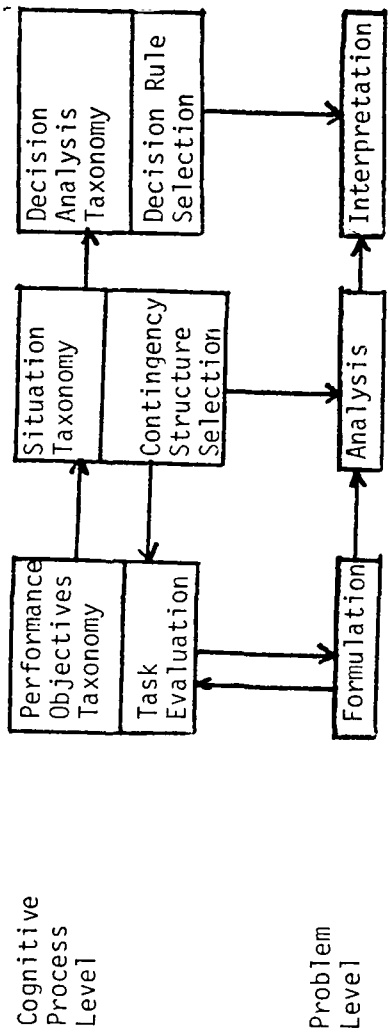 Cognitive
Process
Level
Performance
Objectives
Taxonomy
Task
Evaluation
Situation
Taxonomy
Contingency
Structure
Selection
Decision
Analysis
Taxonomy
Decision Rule
Selection
Problem
Level
Formulation
Analysis
Interpretation